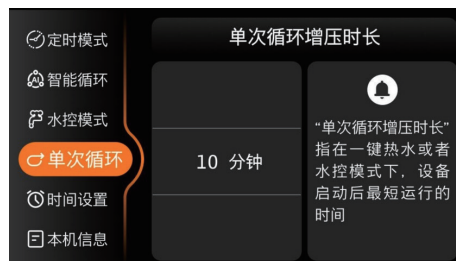 定时模式
智能循环
水控模式
单次循环
时间设置
本机信息
单次循环增压时长
10 分钟
“单次循环增压时长”
指在一键热水或者
水控模式下，设备
启动后最短运行的
时间